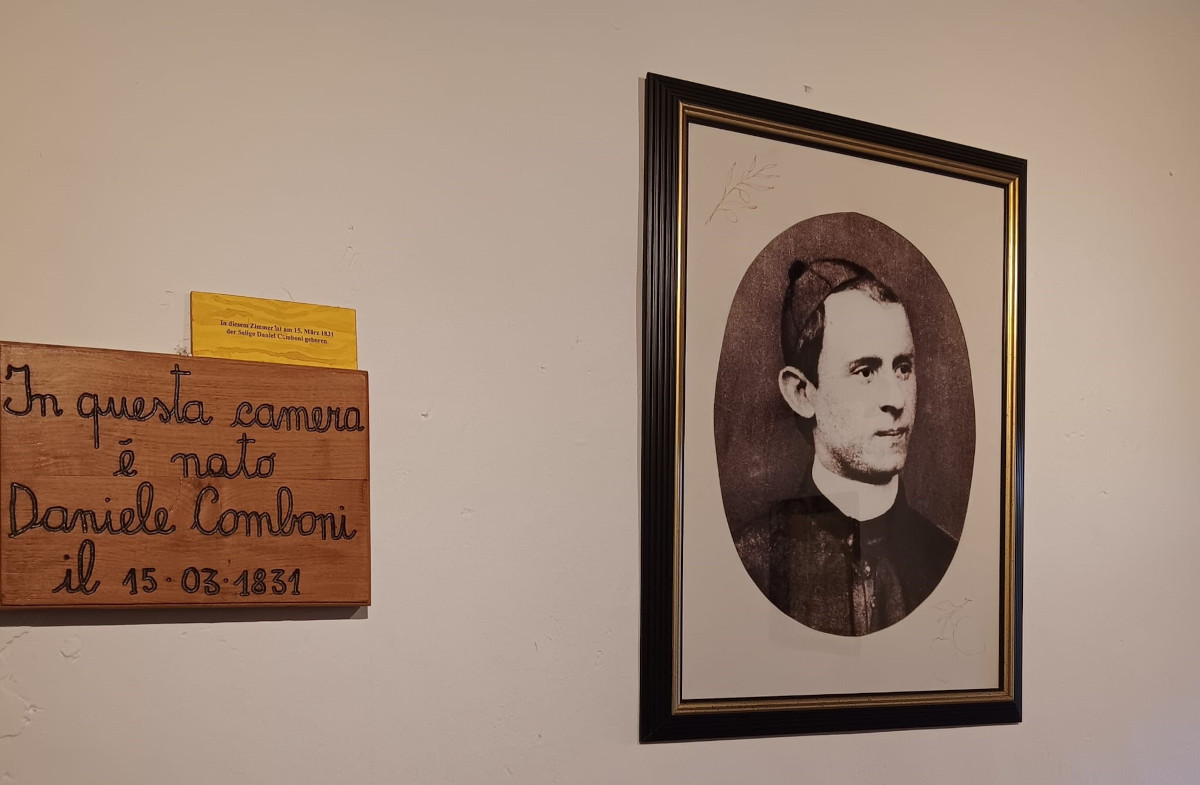 In diesem Zimmer ist am 15. März 1831
der Selige Daniel Comboni geboren
In questa camera
é nato
Daniele Comboni
il 15·03·1831